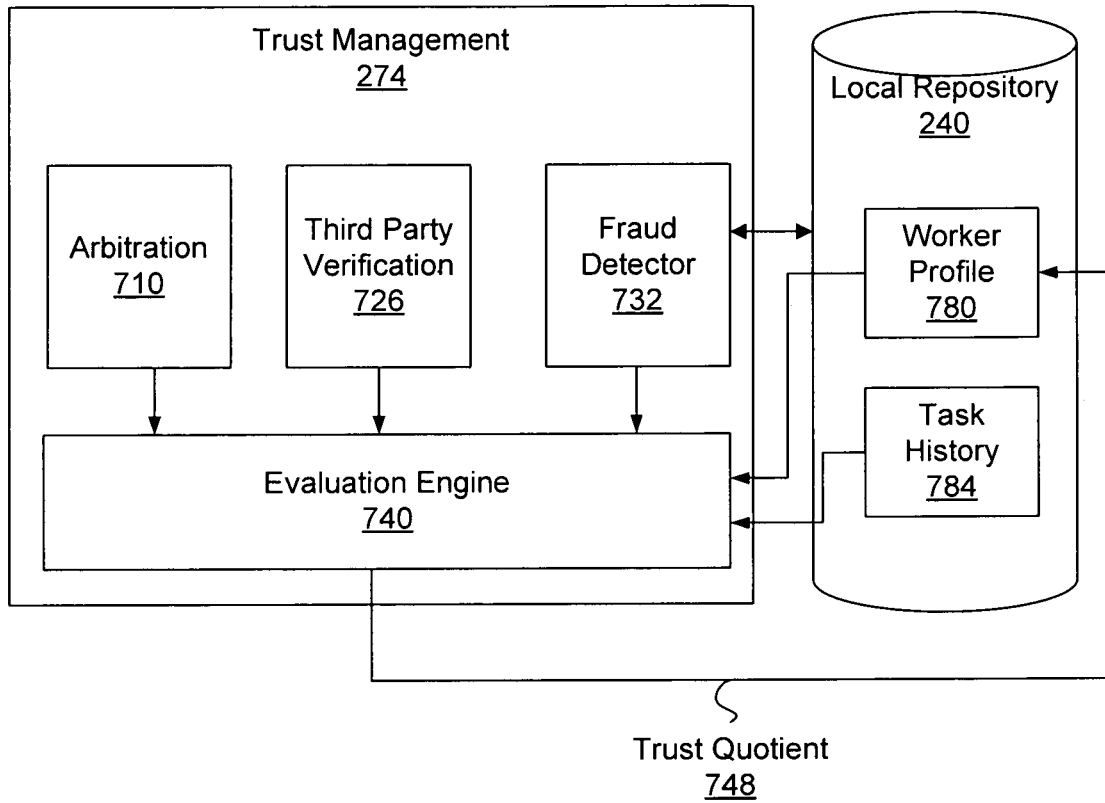 Trust Management
274
Local Repository
240
Arbitration
710
Third Party
Verification
726
Fraud
Detector
732
Worker
Profile
780
Task
History
784
Evaluation Engine
740
Trust Quotient
748